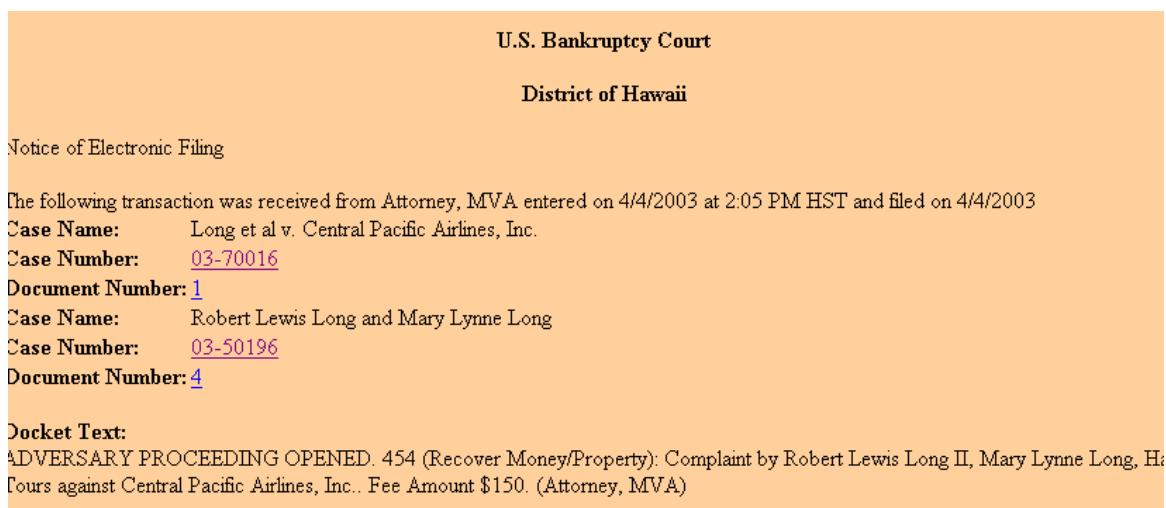 U.S. Bankruptcy Court
District of Hawaii
Notice of Electronic Filing
The following transaction was received from Attorney, MVA entered on 4/4/2003 at 2:05 PM HST and filed on 4/4/2003
Case Name: Long et al v. Central Pacific Airlines, Inc.
Case Number: 03-70016
Document Number: 1
Case Name: Robert Lewis Long and Mary Lynne Long
Case Number: 03-50196
Document Number: 4
Docket Text:
ADVERSARY PROCEEDING OPENED. 454 (Recover Money/Property): Complaint by Robert Lewis Long II, Mary Lynne Long,
Tours against Central Pacific Airlines, Inc.. Fee Amount $150. (Attorney, MVA)